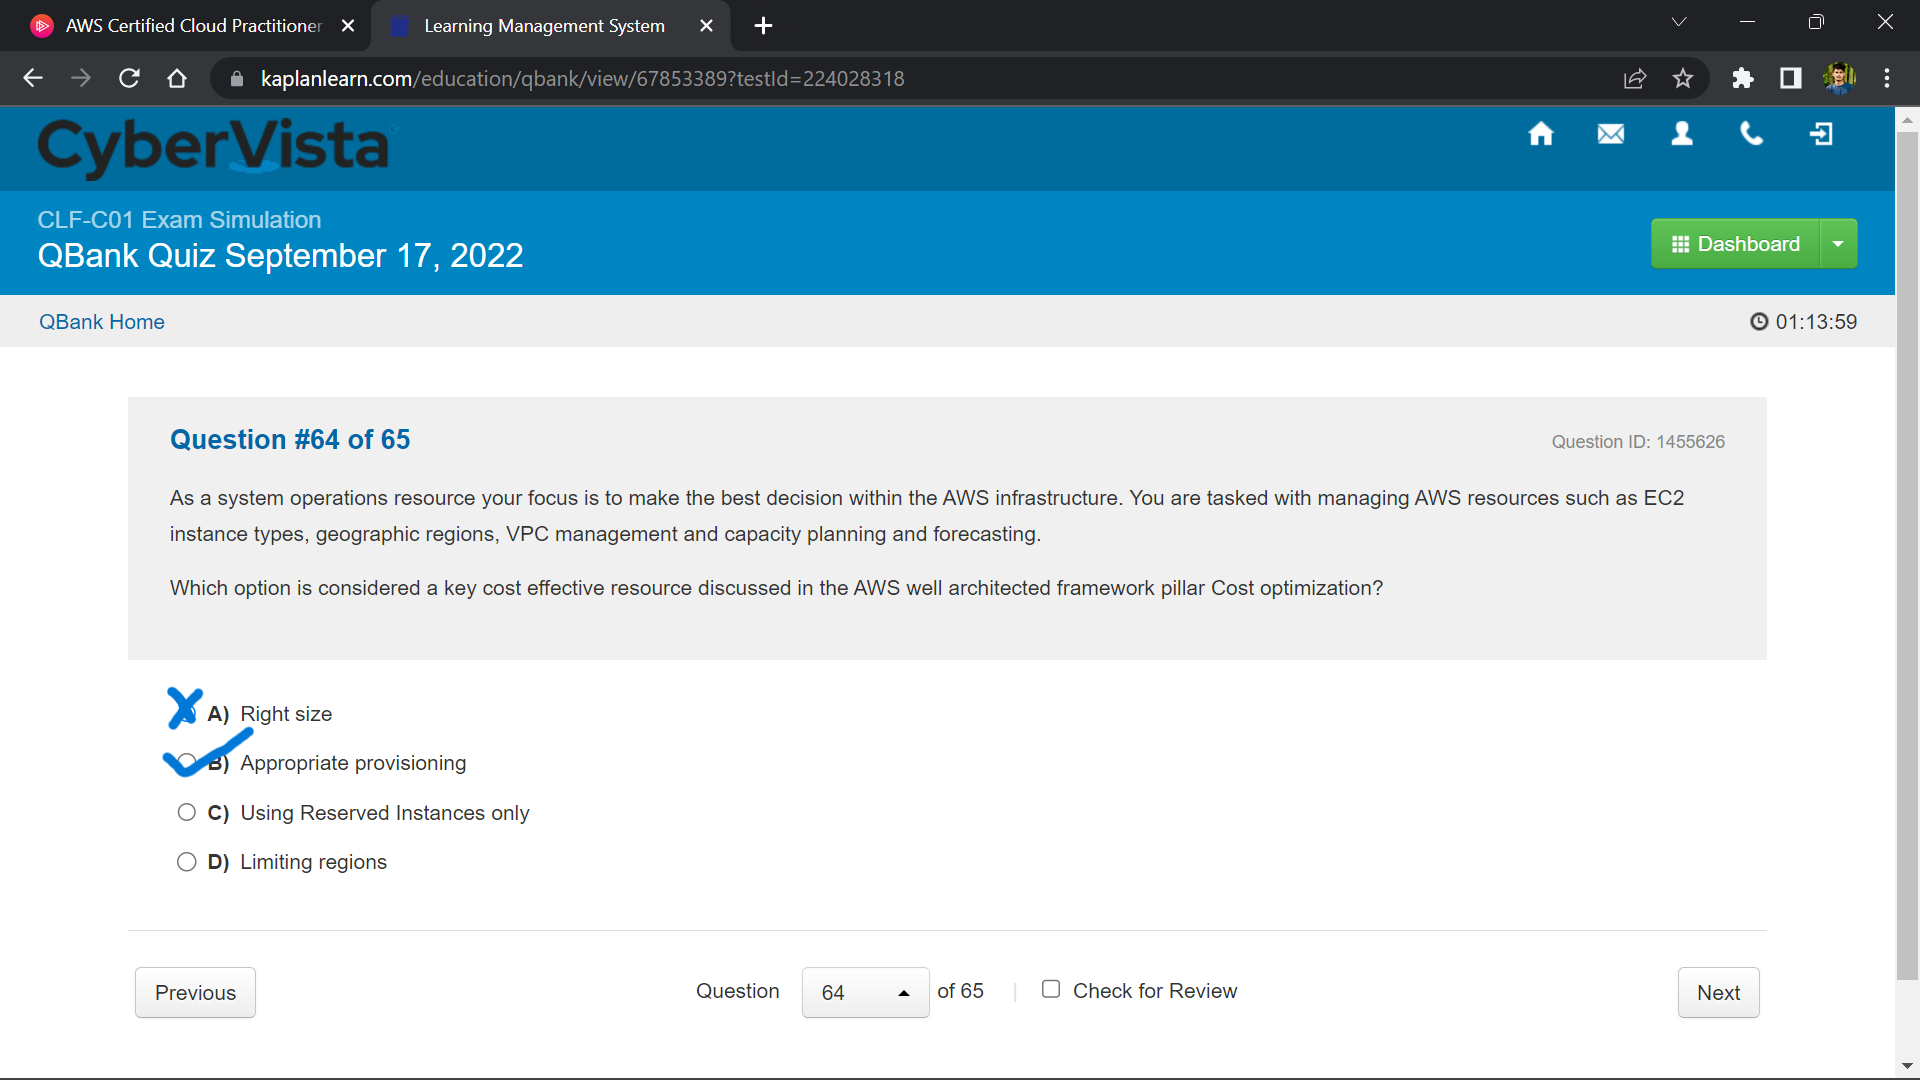 AWS Certified Cloud Practitioner
Learning Management System
kaplanlearn.com/education/qbank/view/67853389?testId=224028318
CyberVista
CLF-C01 Exam Simulation
QBank Quiz September 17, 2022
Dashboard
QBank Home
01:13:59
Question #64 of 65
Question ID: 1455626
As a system operations resource your focus is to make the best decision within the AWS infrastructure. You are tasked with managing AWS resources such as EC2
instance types, geographic regions, VPC management and capacity planning and forecasting.
Which option is considered a key cost effective resource discussed in the AWS well architected framework pillar Cost optimization?
A) Right size
B) Appropriate provisioning
C) Using Reserved Instances only
D) Limiting regions
Previous
Question 64 of 65
Check for Review
Next